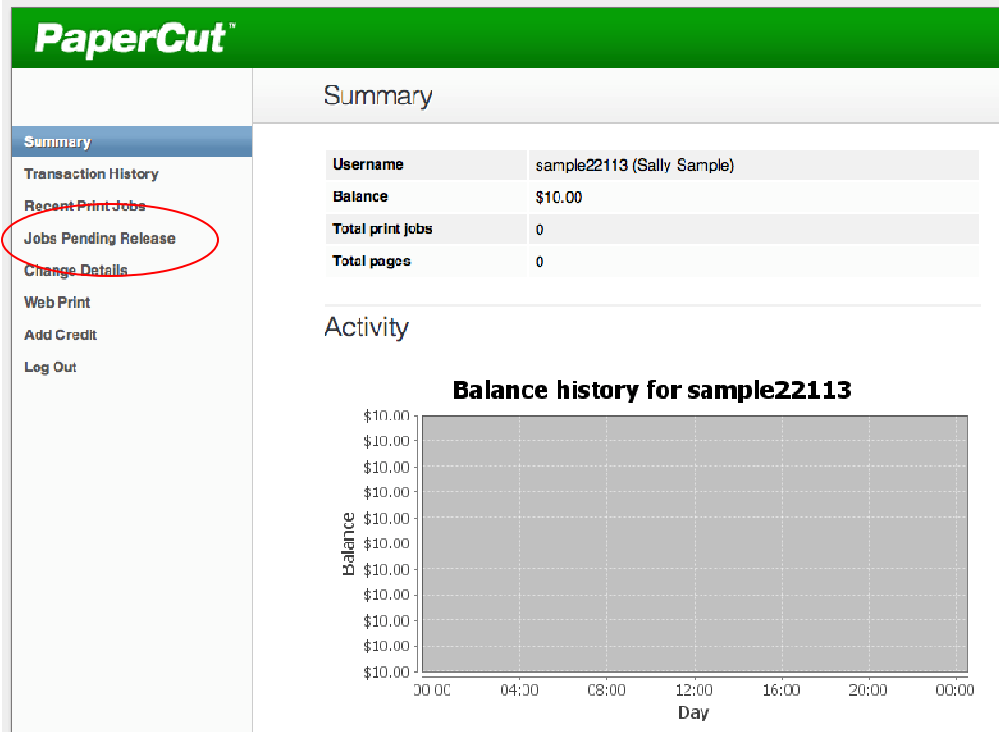 PaperCut™
Summary
Summary
Transaction History
Recent Print Jobs
Jobs Pending Release
Change Details
Web Print
Add Credit
Log Out
Username sample22113 (Sally Sample)
Balance $10.00
Total print jobs 0
Total pages 0
Activity
Balance history for sample22113
$10.00
$10.00
$10.00
$10.00
$10.00
$10.00
$10.00
$10.00
$10.00
$10.00
$10.00
Balance
00:00 04:00 08:00 12:00 16:00 20:00 00:00
Day